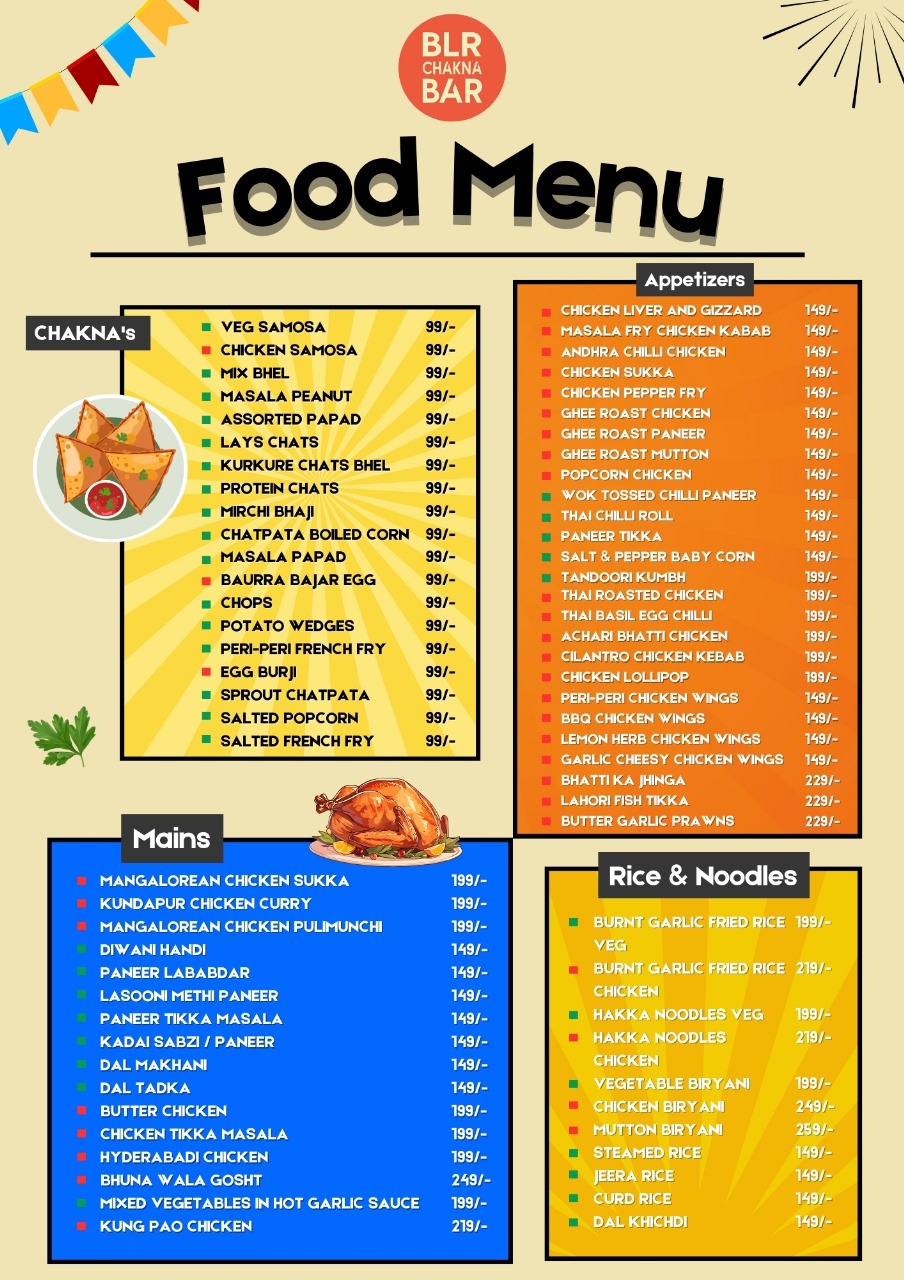 BLR
CHAKNA
BAR
Food Menu
CHAKNA's
VEG SAMOSA 99/-
CHICKEN SAMOSA 99/-
MIX BHEL 99/-
MASALA PEANUT 99/-
ASSORTED PAPAD 99/-
LAYS CHATS 99/-
KURKURE CHATS BHEL 99/-
PROTEIN CHATS 99/-
MIRCHI BHAJI 99/-
CHATPATA BOILED CORN 99/-
MASALA PAPAD 99/-
BAURRA BAJAR EGG 99/-
CHOPS 99/-
POTATO WEDGES 99/-
PERI-PERI FRENCH FRY 99/-
EGG BURJI 99/-
SPROUT CHATPATA 99/-
SALTED POPCORN 99/-
SALTED FRENCH FRY 99/-
Appetizers
CHICKEN LIVER AND GIZZARD 149/-
MASALA FRY CHICKEN KABAB 149/-
ANDHRA CHILLI CHICKEN 149/-
CHICKEN SUKKA 149/-
CHICKEN PEPPER FRY 149/-
GHEE ROAST CHICKEN 149/-
GHEE ROAST PANEER 149/-
GHEE ROAST MUTTON 149/-
POPCORN CHICKEN 149/-
WOK TOSSED CHILLI PANEER 149/-
THAI CHILLI ROLL 149/-
PANEER TIKKA 149/-
SALT & PEPPER BABY CORN 149/-
TANDOORI KUMBH 199/-
THAI ROASTED CHICKEN 199/-
THAI BASIL EGG CHILLI 199/-
ACHARI BHATTI CHICKEN 199/-
CILANTRO CHICKEN KEBAB 199/-
CHICKEN LOLLIPOP 199/-
PERI-PERI CHICKEN WINGS 149/-
BBQ CHICKEN WINGS 149/-
LEMON HERB CHICKEN WINGS 149/-
GARLIC CHEESY CHICKEN WINGS 149/-
BHATTI KA JHINGA 229/-
LAHORI FISH TIKKA 229/-
BUTTER GARLIC PRAWNS 229/-
Mains
MANGALOREAN CHICKEN SUKKA 199/-
KUNDAPUR CHICKEN CURRY 199/-
MANGALOREAN CHICKEN PULIMUNCHI 199/-
DIWANI HANDI 149/-
PANEER LABABDAR 149/-
LASOONI METHI PANEER 149/-
PANEER TIKKA MASALA 149/-
KADAI SABZI / PANEER 149/-
DAL MAKHANI 149/-
DAL TADKA 149/-
BUTTER CHICKEN 199/-
CHICKEN TIKKA MASALA 199/-
HYDERABADI CHICKEN 199/-
BHUNA WALA GOSHT 249/-
MIXED VEGETABLES IN HOT GARLIC SAUCE 199/-
KUNG PAO CHICKEN 219/-
Rice & Noodles
BURNT GARLIC FRIED RICE 199/-
VEG
BURNT GARLIC FRIED RICE 219/-
CHICKEN
HAKKA NOODLES VEG 199/-
HAKKA NOODLES 219/-
CHICKEN
VEGETABLE BIRYANI 199/-
CHICKEN BIRYANI 249/-
MUTTON BIRYANI 259/-
STEAMED RICE 149/-
JEERA RICE 149/-
CURD RICE 149/-
DAL KHICHDI 149/-